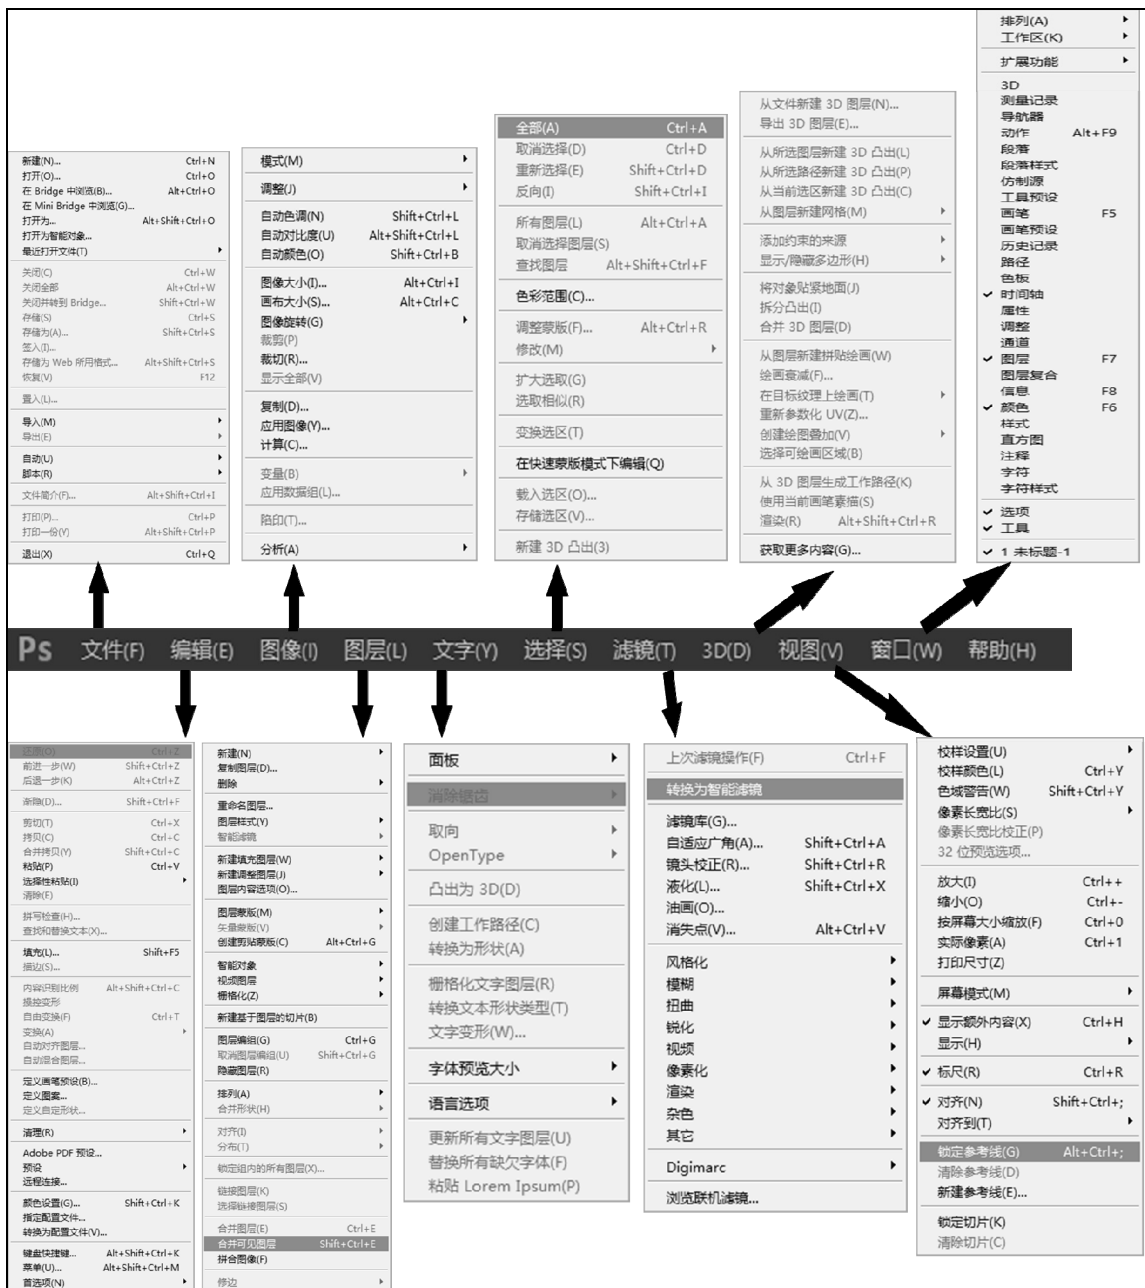 新建(N)... Ctrl+N
打开(O)... Ctrl+O
在 Bridge 中浏览(B)... Alt+Ctrl+O
在 Mini Bridge 中浏览(G)...
打开为... Alt+Shift+Ctrl+O
打开为智能对象...
最近打开文件(T)
关闭(C) Ctrl+W
关闭全部 Alt+Ctrl+W
关闭并转到 Bridge... Shift+Ctrl+W
存储(S) Ctrl+S
存储为(A)... Shift+Ctrl+S
签入(I)...
存储为 Web 所用格式... Alt+Shift+Ctrl+S
恢复(V) F12
置入(L)...
导入(M)
导出(E)
自动(U)
脚本(R)
文件简介(F)... Alt+Shift+Ctrl+I
打印(P)... Ctrl+P
打印一份(Y) Alt+Shift+Ctrl+P
退出(X) Ctrl+Q
模式(M)
调整(J)
自动色调(N) Shift+Ctrl+L
自动对比度(U) Alt+Shift+Ctrl+L
自动颜色(O) Shift+Ctrl+B
图像大小(I)... Alt+Ctrl+I
画布大小(S)... Alt+Ctrl+C
图像旋转(G)
裁剪(P)
裁切(R)...
显示全部(V)
复制(D)...
应用图像(Y)...
计算(C)...
变量(B)
应用数据组(L)...
陷印(T)...
分析(A)
全部(A) Ctrl+A
取消选择(D) Ctrl+D
重新选择(E) Shift+Ctrl+D
反向(I) Shift+Ctrl+I
所有图层(L) Alt+Ctrl+A
取消选择图层(S)
查找图层 Alt+Shift+Ctrl+F
色彩范围(C)...
调整蒙版(F)... Alt+Ctrl+R
修改(M)
扩大选取(G)
选取相似(R)
变换选区(T)
在快速蒙版模式下编辑(Q)
载入选区(O)...
存储选区(V)...
新建 3D 凸出(3)
从文件新建 3D 图层(N)...
导出 3D 图层(E)...
从所选图层新建 3D 凸出(L)
从所选路径新建 3D 凸出(P)
从当前选区新建 3D 凸出(C)
从图层新建网格(M)
添加约束的来源
显示/隐藏多边形(H)
将对象贴紧地面(J)
拆分凸出(I)
合并 3D 图层(D)
从图层新建拼贴绘画(W)
绘画衰减(F)...
在目标纹理上绘画(T)
重新参数化 UV(Z)...
创建绘图叠加(V)
选择可绘画区域(B)
从 3D 图层生成工作路径(K)
使用当前画笔素描(S)
渲染(R) Alt+Shift+Ctrl+R
获取更多内容(G)...
排列(A)
工作区(K)
扩展功能
3D
测量记录
导航器
动作 Alt+F9
段落
段落样式
仿制源
工具预设
画笔 F5
画笔预设
历史记录
路径
色板
✓ 时间轴
属性
调整
通道
✓ 图层 F7
图层复合
信息 F8
✓ 颜色 F6
样式
直方图
注释
字符
字符样式
✓ 选项
✓ 工具
✓ 1 未标题-1
Ps 文件(F) 编辑(E) 图像(I) 图层(L) 文字(Y) 选择(S) 滤镜(T) 3D(D) 视图(V) 窗口(W) 帮助(H)
还原(O) Ctrl+Z
前进一步(W) Shift+Ctrl+Z
后退一步(K) Alt+Ctrl+Z
渐隐(D)... Shift+Ctrl+F
剪切(T) Ctrl+X
拷贝(C) Ctrl+C
合并拷贝(Y) Shift+Ctrl+C
粘贴(P) Ctrl+V
选择性粘贴(I)
清除(E)
拼写检查(H)...
查找和替换文本(X)...
填充(L)... Shift+F5
描边(S)...
内容识别比例 Alt+Shift+Ctrl+C
操控变形
自由变换(F) Ctrl+T
变换(A)
自动对齐图层...
自动混合图层...
定义画笔预设(B)...
定义图案...
定义自定形状...
清理(R)
Adobe PDF 预设...
预设
远程连接...
颜色设置(G)... Shift+Ctrl+K
指定配置文件...
转换为配置文件(V)...
键盘快捷键... Alt+Shift+Ctrl+K
菜单(U)... Alt+Shift+Ctrl+M
首选项(N)
新建(N)
复制图层(D)...
删除
重命名图层...
图层样式(Y)
智能滤镜
新建填充图层(W)
新建调整图层(J)
图层内容选项(O)...
图层蒙版(M)
矢量蒙版(V)
创建剪贴蒙版(C) Alt+Ctrl+G
智能对象
视频图层
栅格化(Z)
新建基于图层的切片(B)
图层编组(G) Ctrl+G
取消图层编组(U) Shift+Ctrl+G
隐藏图层(R)
排列(A)
合并形状(H)
对齐(I)
分布(T)
锁定组内的所有图层(X)...
链接图层(K)
选择链接图层(S)
合并图层(E) Ctrl+E
合并可见图层 Shift+Ctrl+E
拼合图像(F)
修边
面板
消除锯齿
取向
OpenType
凸出为 3D(D)
创建工作路径(C)
转换为形状(A)
栅格化文字图层(R)
转换文本形状类型(T)
文字变形(W)...
字体预览大小
语言选项
更新所有文字图层(U)
替换所有缺欠字体(F)
粘贴 Lorem Ipsum(P)
上次滤镜操作(F) Ctrl+F
转换为智能滤镜
滤镜库(G)...
自适应广角(A)... Shift+Ctrl+A
镜头校正(R)... Shift+Ctrl+R
液化(L)... Shift+Ctrl+X
油画(O)...
消失点(V)... Alt+Ctrl+V
风格化
模糊
扭曲
锐化
视频
像素化
渲染
杂色
其它
Digimarc
浏览联机滤镜...
校样设置(U)
校样颜色(L) Ctrl+Y
色域警告(W) Shift+Ctrl+Y
像素长宽比(S)
像素长宽比校正(P)
32 位预览选项...
放大(I) Ctrl++
缩小(O) Ctrl+-
按屏幕大小缩放(F) Ctrl+0
实际像素(A) Ctrl+1
打印尺寸(Z)
屏幕模式(M)
✓ 显示额外内容(X) Ctrl+H
显示(H)
✓ 标尺(R) Ctrl+R
✓ 对齐(N) Shift+Ctrl+;
对齐到(T)
锁定参考线(G) Alt+Ctrl+;
清除参考线(D)
新建参考线(E)...
锁定切片(K)
清除切片(C)